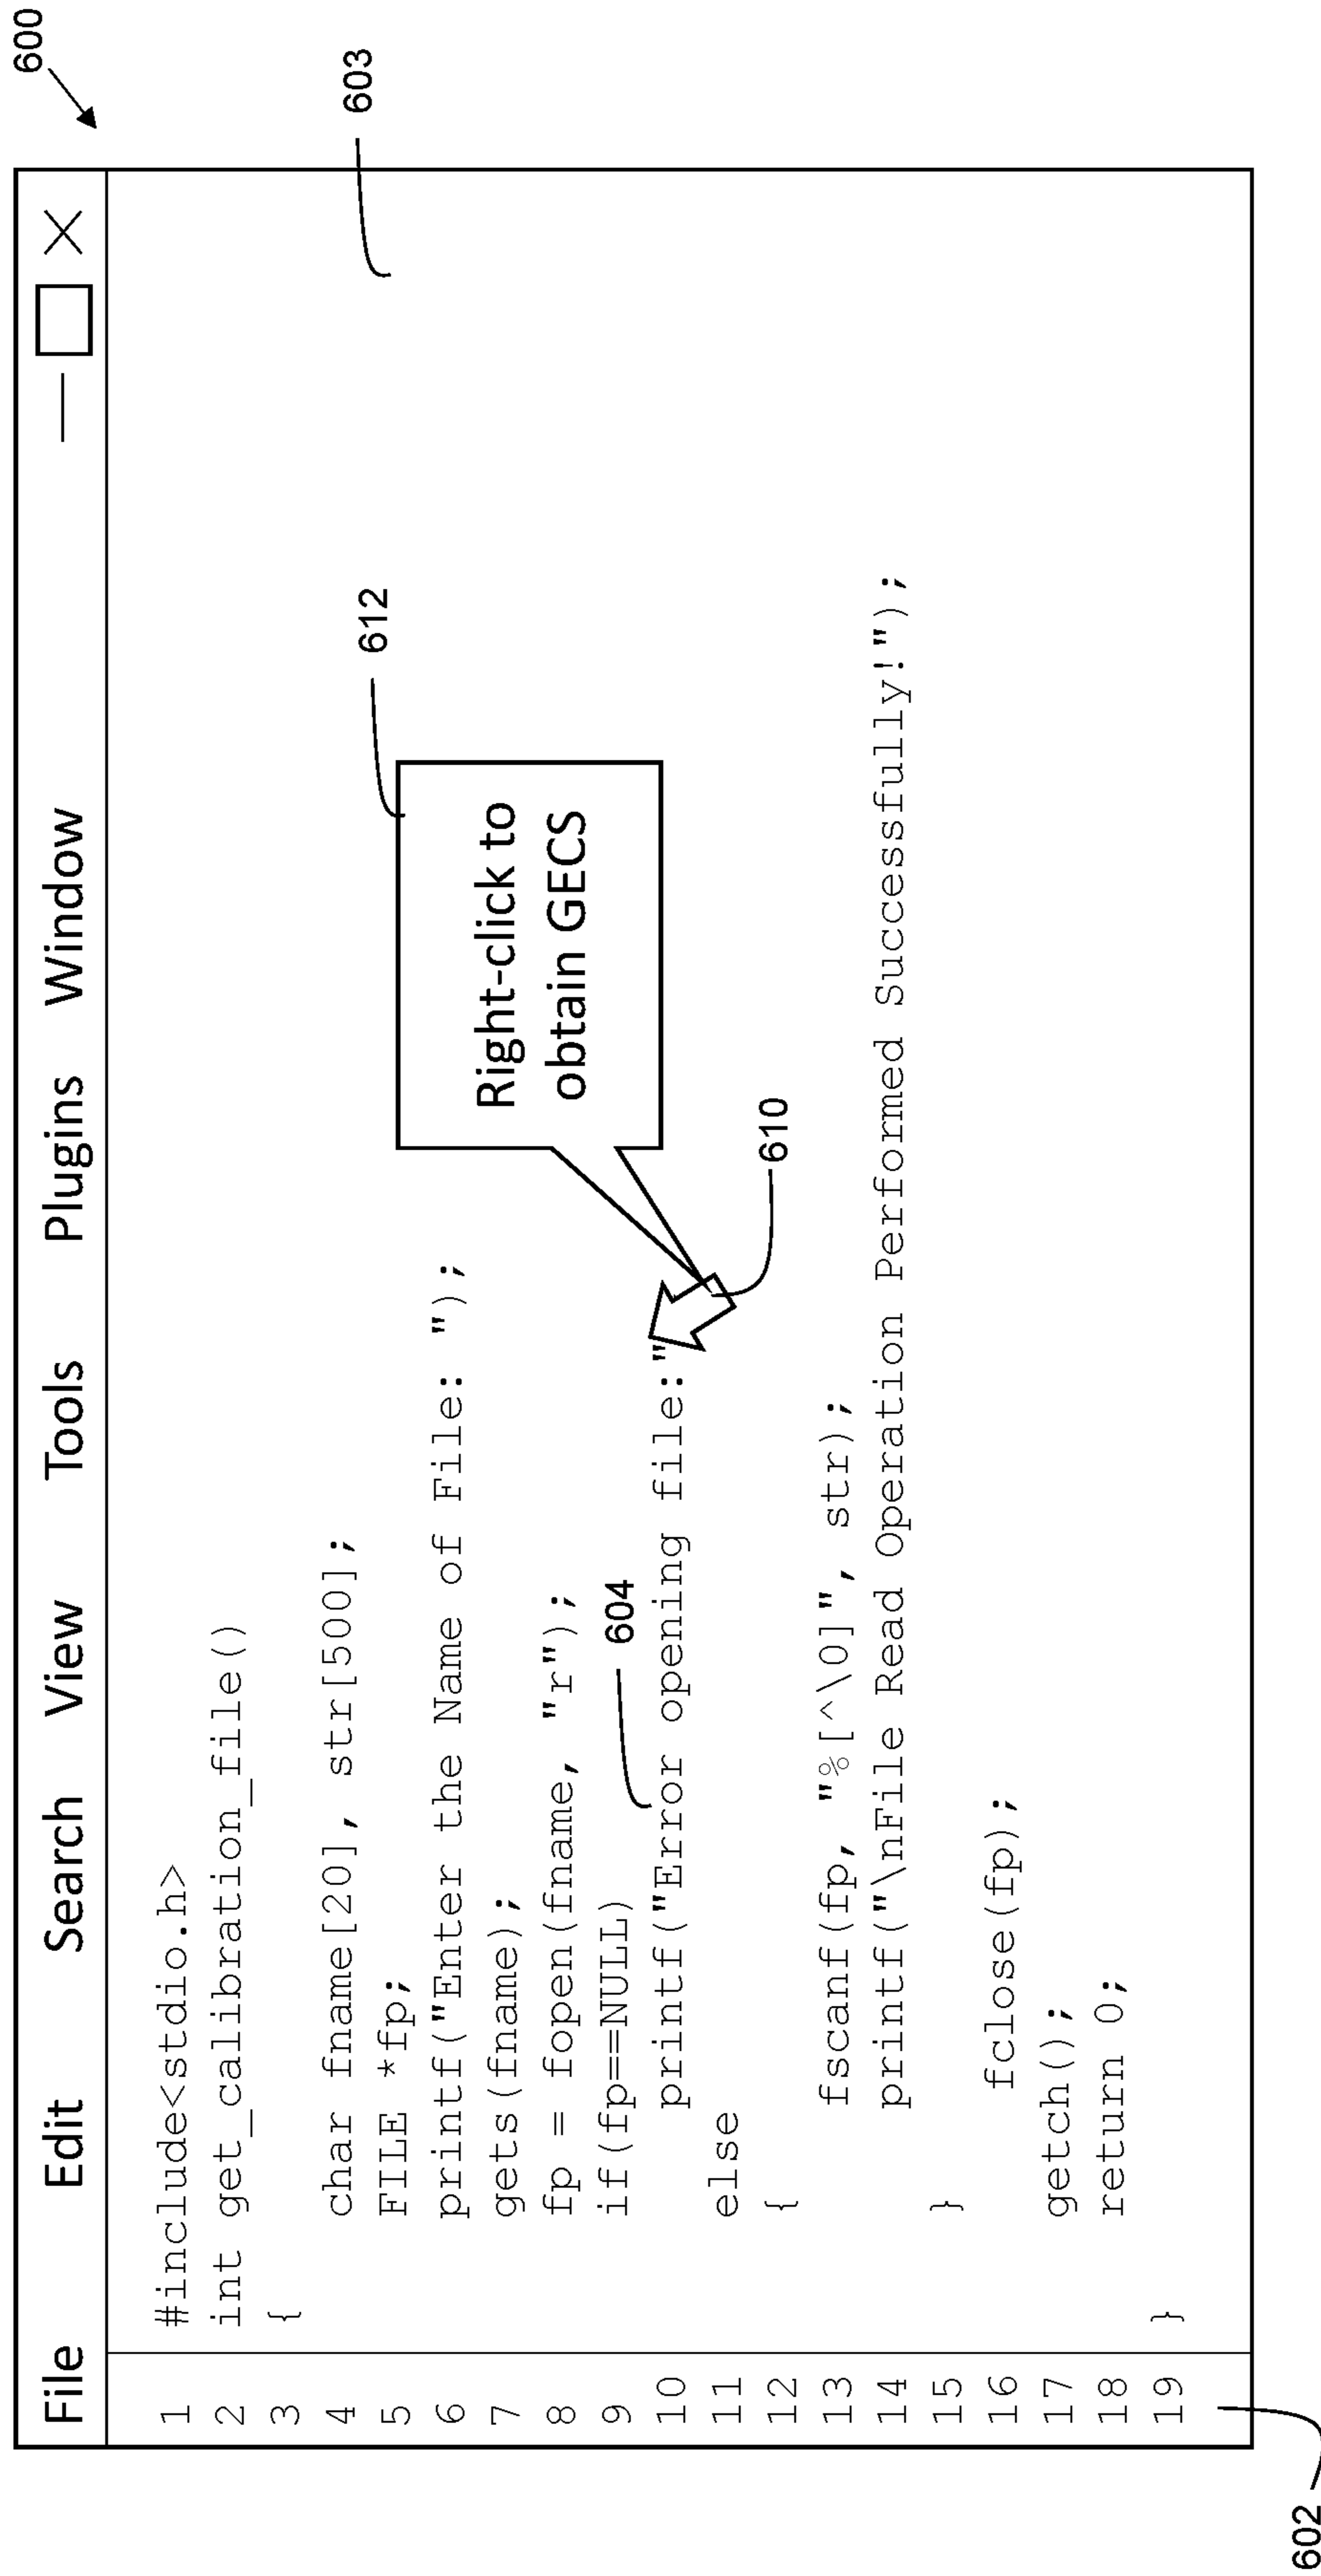 600
File Edit Search View Tools Plugins Window
603
1 #include<stdio.h>
2 int get_calibration_file()
3 {
4 char fname[20], str[500];
5 FILE *fp;
6 printf("Enter the Name of File: ");
7 gets(fname);
8 fp = fopen(fname, "r");
9 if(fp==NULL)
10 printf("Error opening file:"
11 else
12 {
13 fscanf(fp, "%[^\0]", str);
14 printf("\nFile Read Operation Performed Successfully!");
15 }
16 fclose(fp);
17 getch();
18 return 0;
19 }
612
Right-click to
obtain GECS
604
610
602